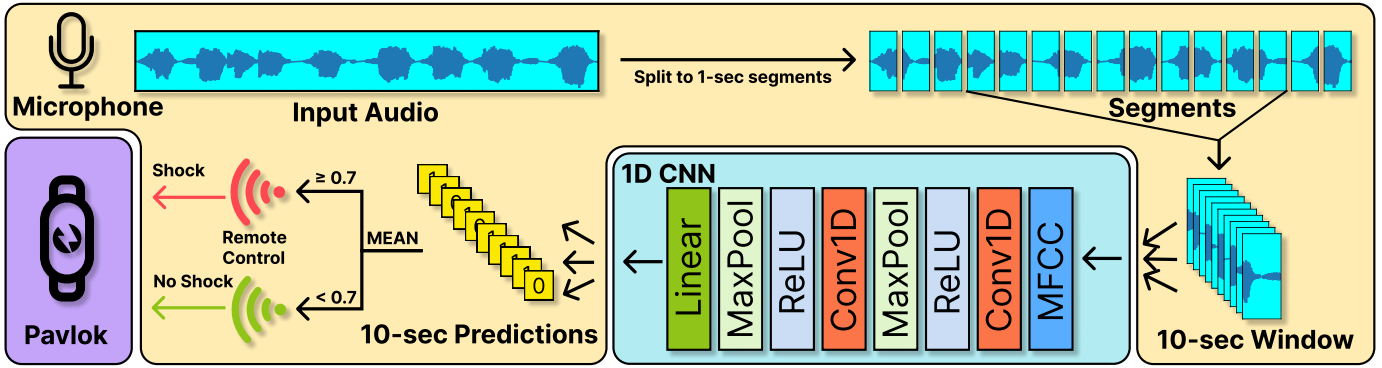 Microphone
Input Audio
Split to 1-sec segments
Segments
Pavlok
Shock
No Shock
Remote
Control
≥ 0.7
< 0.7
MEAN
10-sec Predictions
0
1D CNN
Linear
MaxPool
ReLU
Conv1D
MaxPool
ReLU
Conv1D
MFCC
10-sec Window